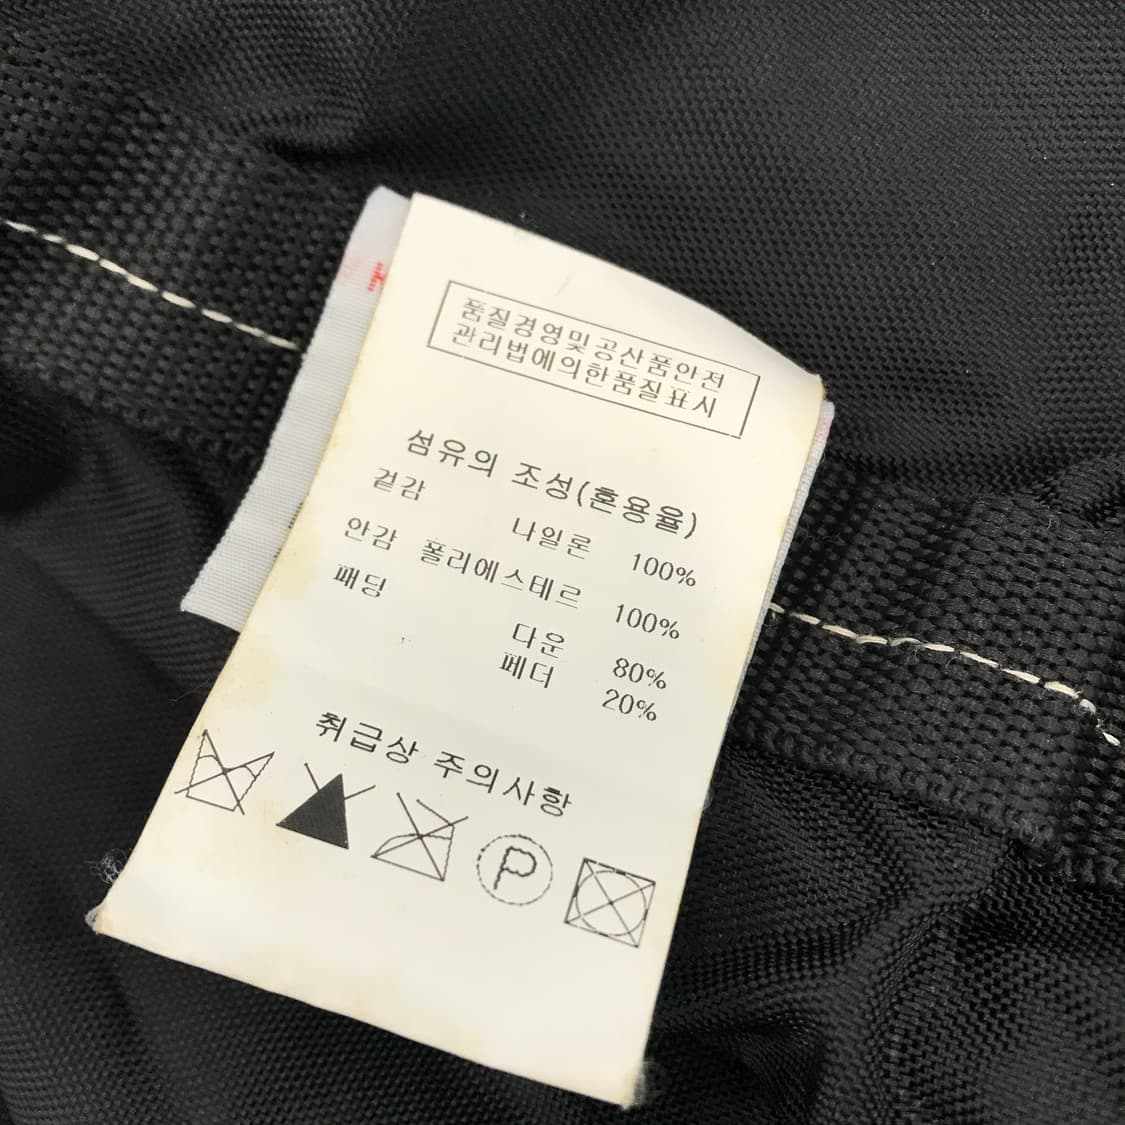 품질경영및공산품안전
관리법에의한품질표시
섬유의 조성(혼용율)
겉감 나일론 100%
안감 폴리에스테르 100%
패딩
다운 80%
페더 20%
취급상 주의사항
P